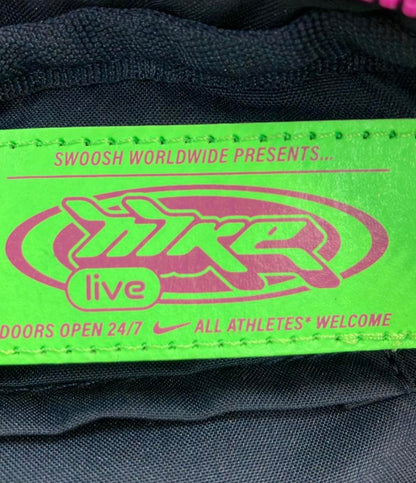 SWOOSH WORLDWIDE PRESENTS...
nike
live
DOORS OPEN 24/7 ALL ATHLETES* WELCOME